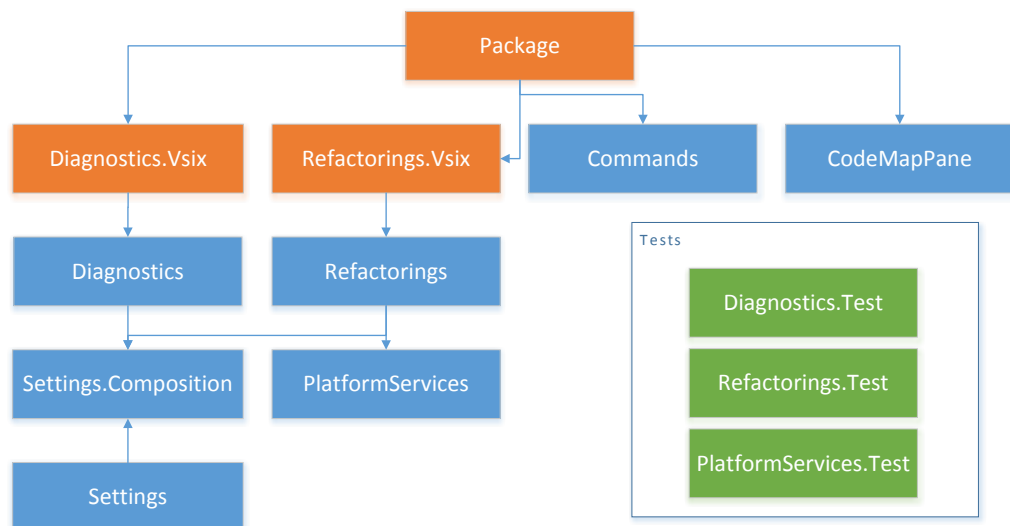 Package
Diagnostics.Vsix
Refactorings.Vsix
Commands
CodeMapPane
Tests
Diagnostics
Refactorings
Diagnostics.Test
Settings.Composition
PlatformServices
Refactorings.Test
PlatformServices.Test
Settings